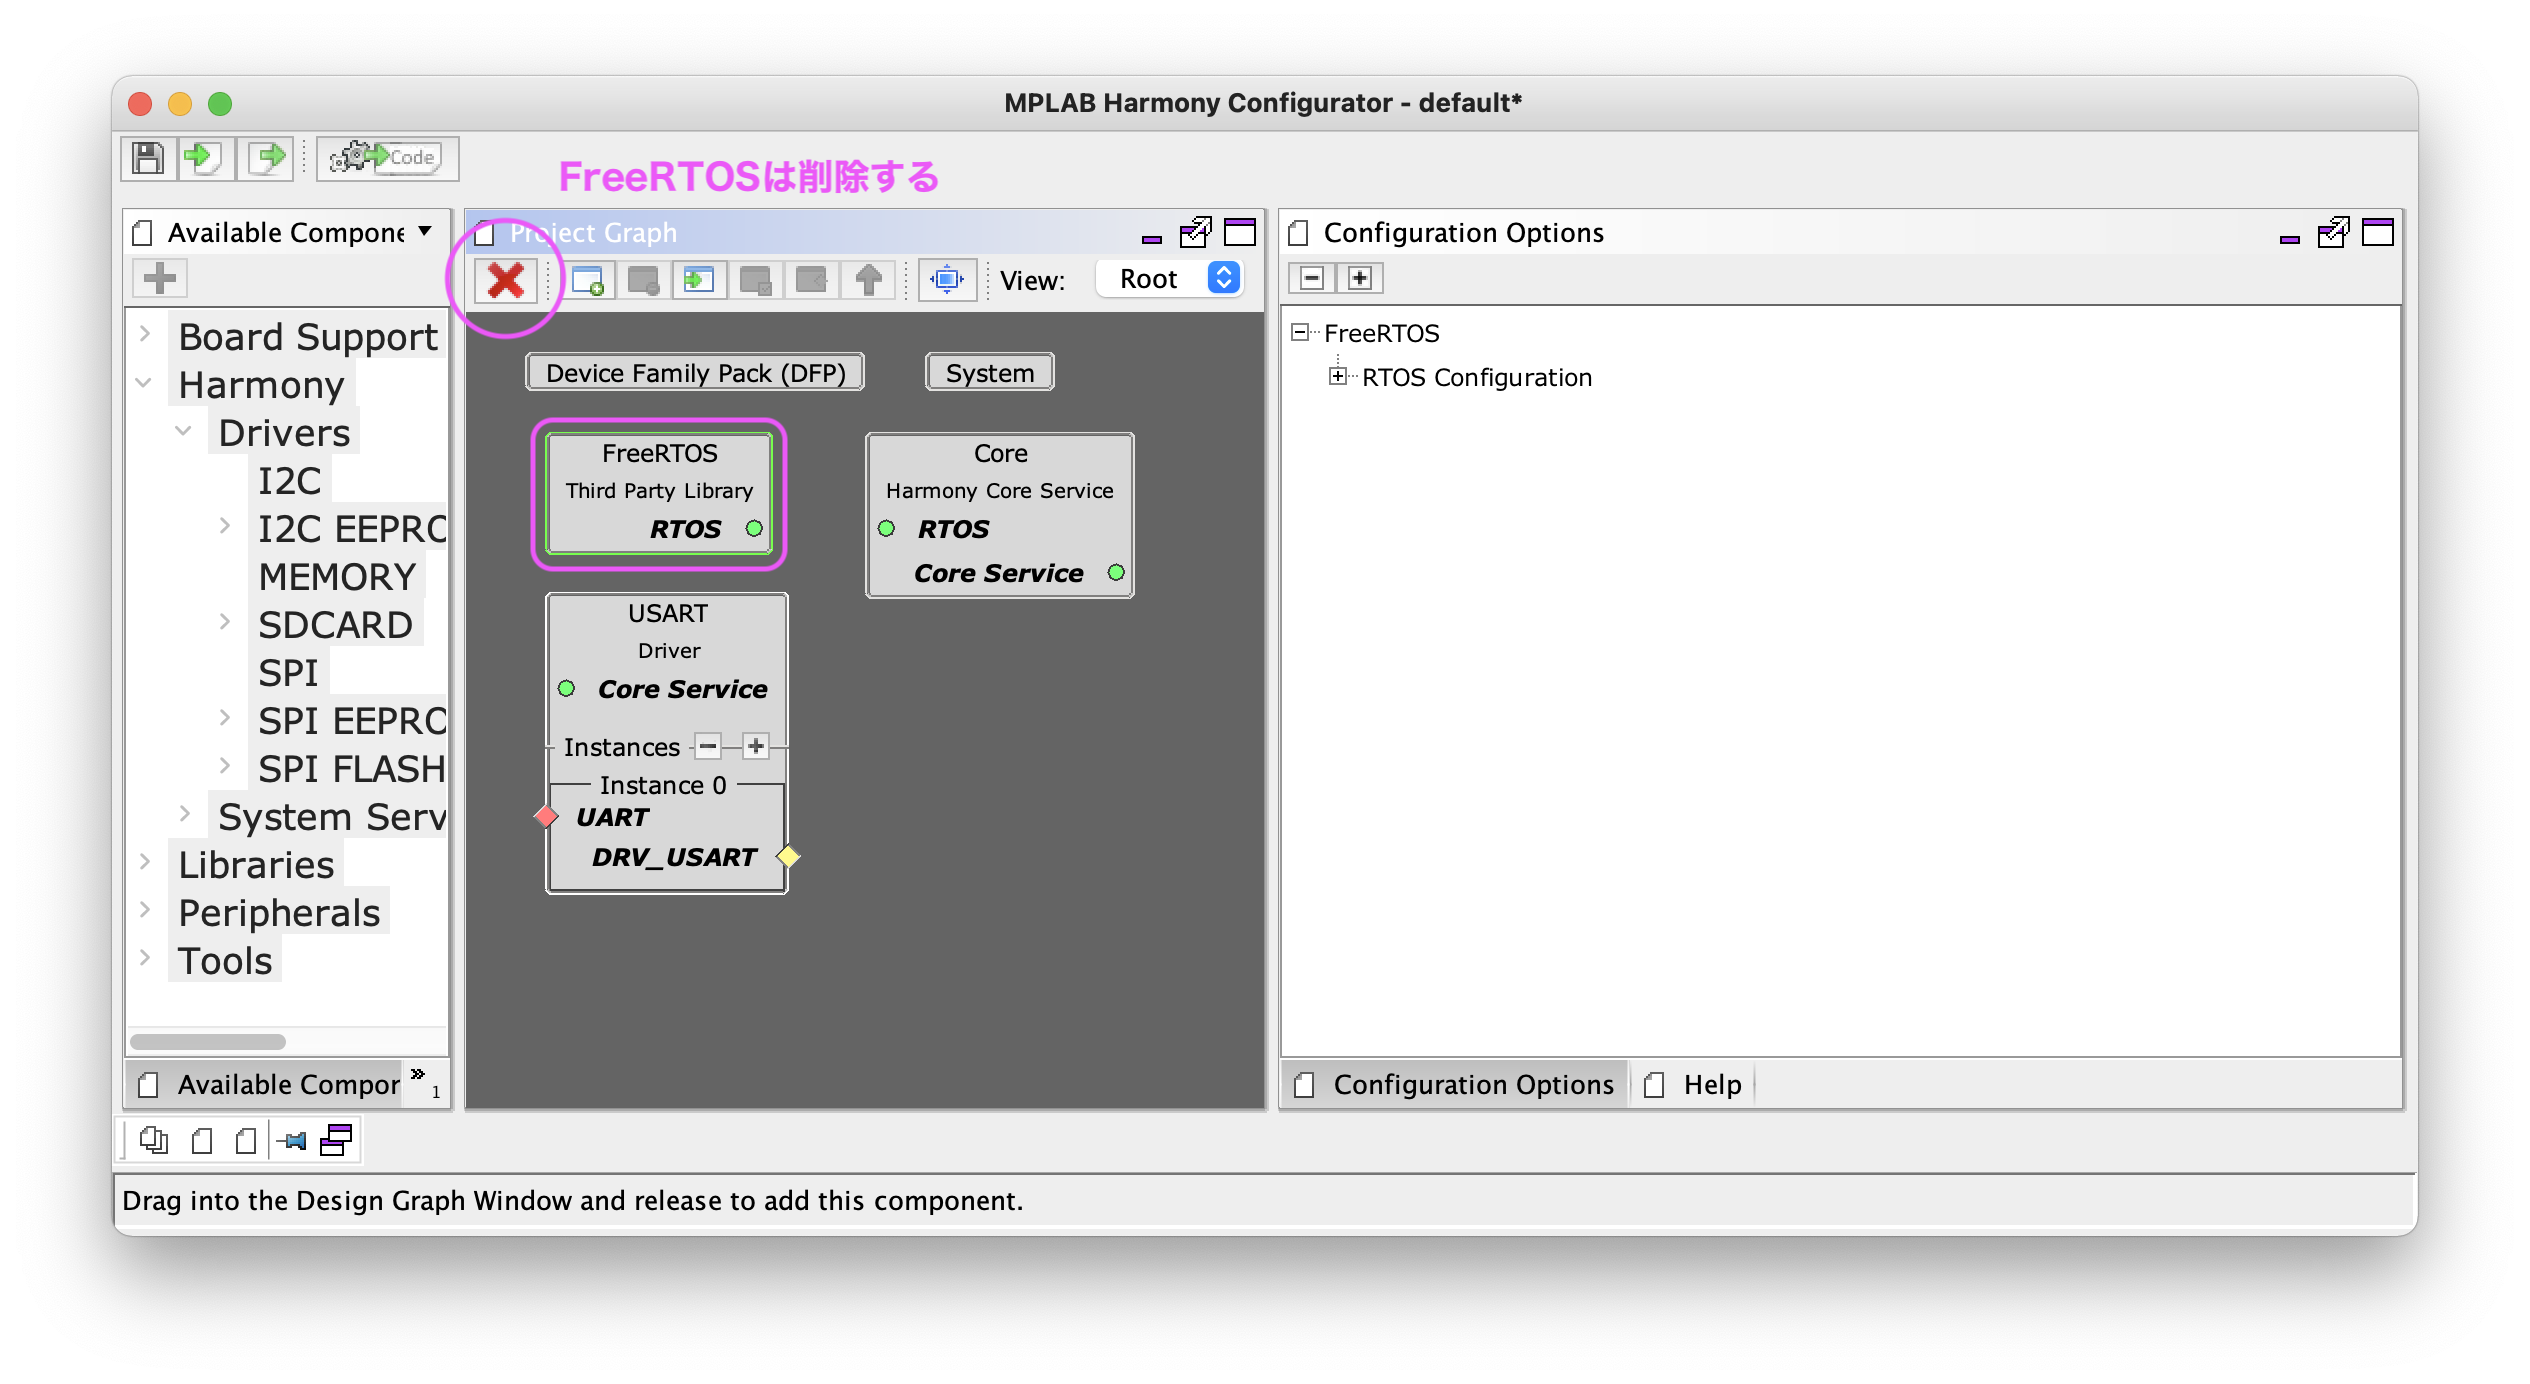 MPLAB Harmony Configurator - default*
Code
FreeRTOSは削除する
Available Compone
Project Graph
Configuration Options
View:
Root
Board Support
Harmony
Drivers
I2C
I2C EEPRO
MEMORY
SDCARD
SPI
SPI EEPRO
SPI FLASH
System Serv
Libraries
Peripherals
Tools
Device Family Pack (DFP)
System
FreeRTOS
Third Party Library
RTOS
Core
Harmony Core Service
RTOS
Core Service
USART
Driver
Core Service
Instances
Instance 0
UART
DRV_USART
FreeRTOS
RTOS Configuration
Available Compor
1
Configuration Options
Help
Drag into the Design Graph Window and release to add this component.